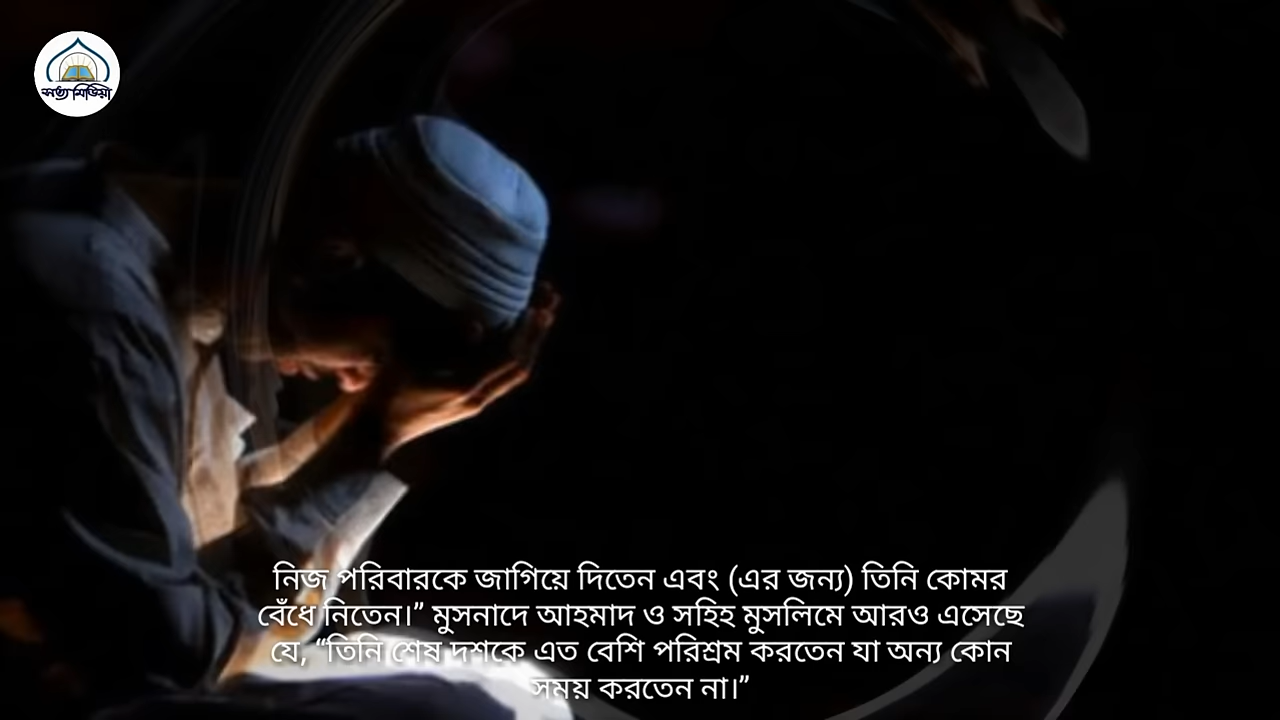 সত্য মিডিয়া
নিজ পরিবারকে জাগিয়ে দিতেন এবং (এর জন্য) তিনি কোমর
বেঁধে নিতেন।” মুসনাদে আহমাদ ও সহিহ মুসলিমে আরও এসেছে
যে, “তিনি শেষ দশকে এত বেশি পরিশ্রম করতেন যা অন্য কোন
সময় করতেন না।”